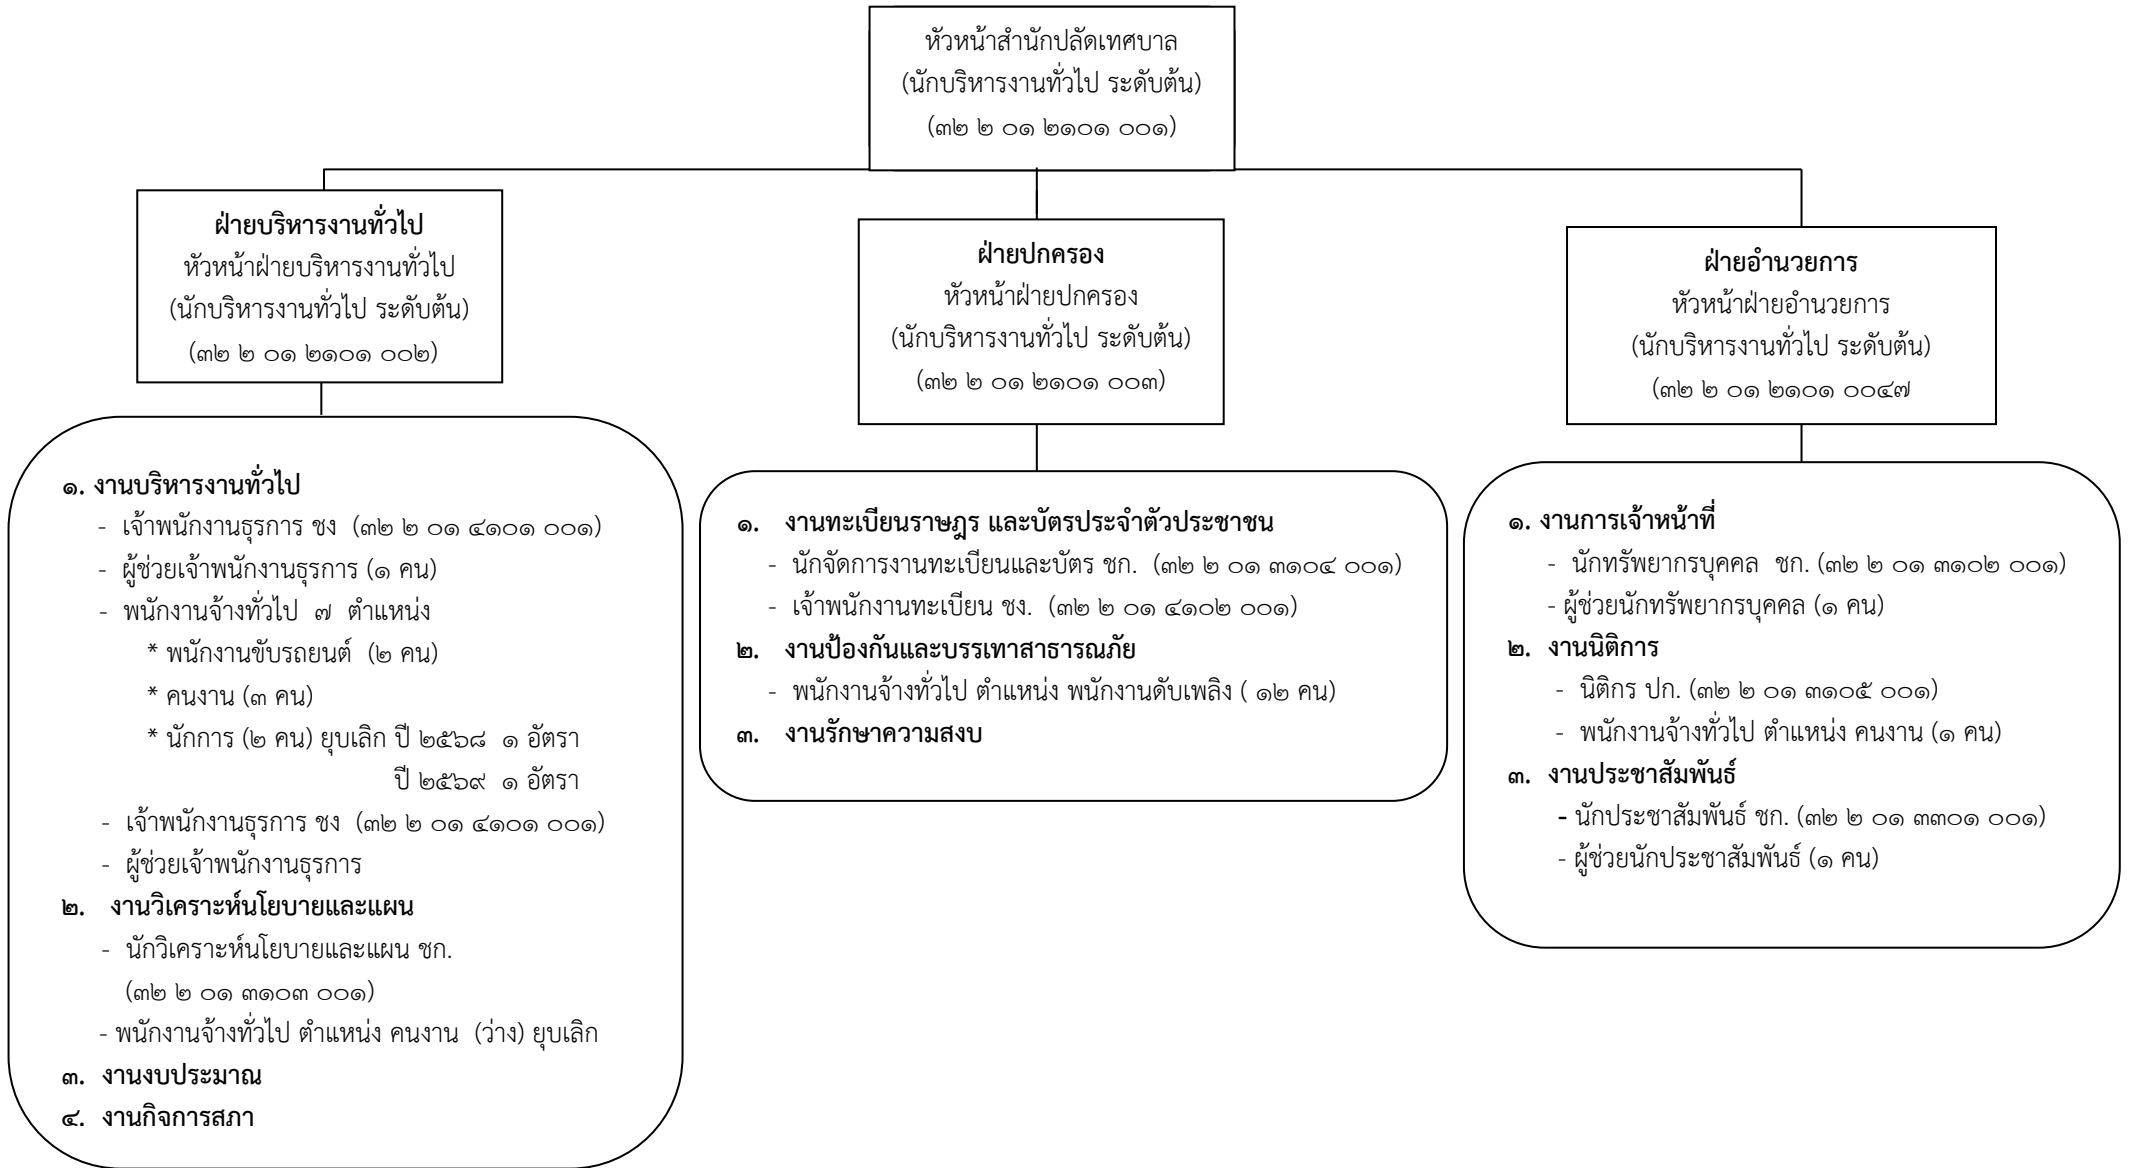 หัวหน้าสำนักปลัดเทศบาล
(นักบริหารงานทั่วไป ระดับต้น)
(๓๒ ๒ ๐๑ ๒๑๐๑ ๐๐๑)
ฝ่ายบริหารงานทั่วไป
หัวหน้าฝ่ายบริหารงานทั่วไป
(นักบริหารงานทั่วไป ระดับต้น)
(๓๒ ๒ ๐๑ ๒๑๐๑ ๐๐๒)
๑. งานบริหารงานทั่วไป
- เจ้าพนักงานธุรการ ชง (๓๒ ๒ ๐๑ ๔๑๐๑ ๐๐๑)
- ผู้ช่วยเจ้าพนักงานธุรการ (๑ คน)
- พนักงานจ้างทั่วไป ๗ ตำแหน่ง
* พนักงานขับรถยนต์ (๒ คน)
* คนงาน (๓ คน)
* นักการ (๒ คน) ยุบเลิก ปี ๒๕๖๘ ๑ อัตรา
ปี ๒๕๖๙ ๑ อัตรา
- เจ้าพนักงานธุรการ ชง (๓๒ ๒ ๐๑ ๔๑๐๑ ๐๐๑)
- ผู้ช่วยเจ้าพนักงานธุรการ
๒. งานวิเคราะห์นโยบายและแผน
- นักวิเคราะห์นโยบายและแผน ชก.
(๓๒ ๒ ๐๑ ๓๑๐๓ ๐๐๑)
- พนักงานจ้างทั่วไป ตำแหน่ง คนงาน (ว่าง) ยุบเลิก
๓. งานงบประมาณ
๔. งานกิจการสภา
ฝ่ายปกครอง
หัวหน้าฝ่ายปกครอง
(นักบริหารงานทั่วไป ระดับต้น)
(๓๒ ๒ ๐๑ ๒๑๐๑ ๐๐๓)
๑. งานทะเบียนราษฎร และบัตรประจำตัวประชาชน
- นักจัดการงานทะเบียนและบัตร ชก. (๓๒ ๒ ๐๑ ๓๑๐๔ ๐๐๑)
- เจ้าพนักงานทะเบียน ชง. (๓๒ ๒ ๐๑ ๔๑๐๒ ๐๐๑)
๒. งานป้องกันและบรรเทาสาธารณภัย
- พนักงานจ้างทั่วไป ตำแหน่ง พนักงานดับเพลิง ( ๑๒ คน)
๓. งานรักษาความสงบ
ฝ่ายอำนวยการ
หัวหน้าฝ่ายอำนวยการ
(นักบริหารงานทั่วไป ระดับต้น)
(๓๒ ๒ ๐๑ ๒๑๐๑ ๐๐๔๗
๑. งานการเจ้าหน้าที่
- นักทรัพยากรบุคคล ชก. (๓๒ ๒ ๐๑ ๓๑๐๒ ๐๐๑)
- ผู้ช่วยนักทรัพยากรบุคคล (๑ คน)
๒. งานนิติการ
- นิติกร ปก. (๓๒ ๒ ๐๑ ๓๑๐๕ ๐๐๑)
- พนักงานจ้างทั่วไป ตำแหน่ง คนงาน (๑ คน)
๓. งานประชาสัมพันธ์
- นักประชาสัมพันธ์ ชก. (๓๒ ๒ ๐๑ ๓๓๐๑ ๐๐๑)
- ผู้ช่วยนักประชาสัมพันธ์ (๑ คน)